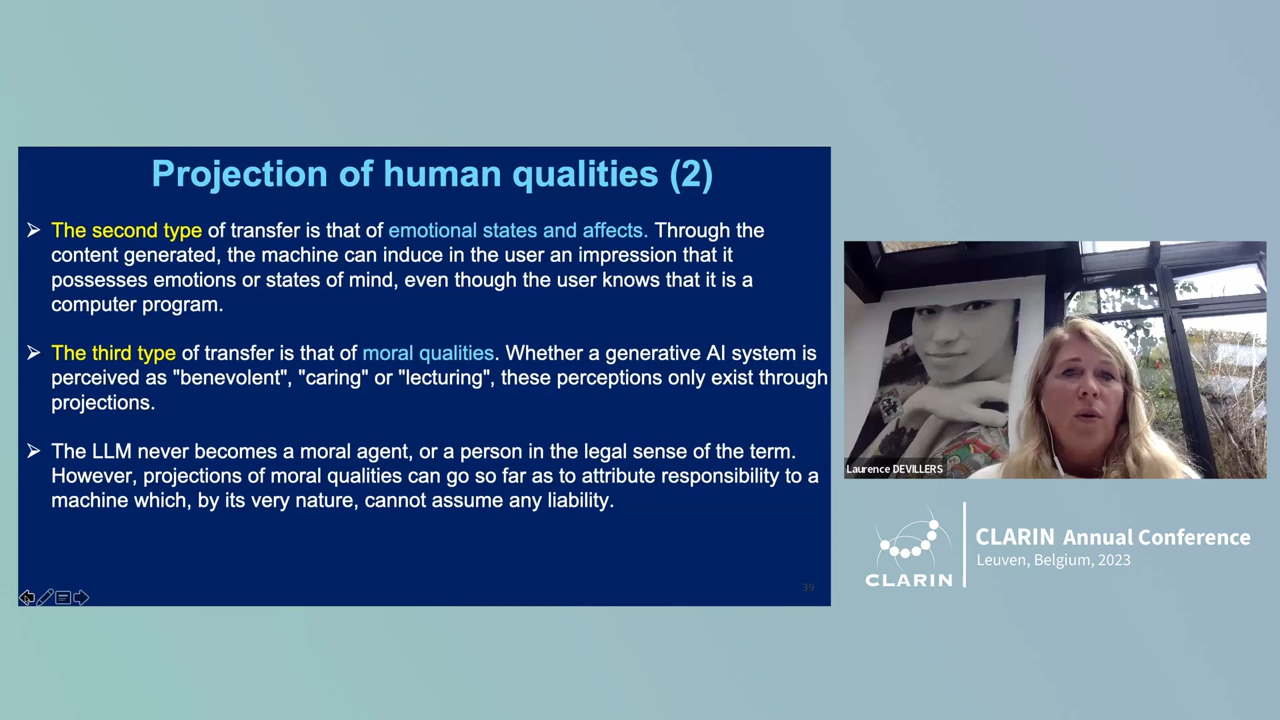 Projection of human qualities (2)
The second type of transfer is that of emotional states and affects. Through the
content generated, the machine can induce in the user an impression that it
possesses emotions or states of mind, even though the user knows that it is a
computer program.
The third type of transfer is that of moral qualities. Whether a generative AI system is
perceived as "benevolent", "caring" or "lecturing", these perceptions only exist through
projections.
The LLM never becomes a moral agent, or a person in the legal sense of the term.
However, projections of moral qualities can go so far as to attribute responsibility to a
machine which, by its very nature, cannot assume any liability.
39
Laurence DEVILLERS
CLARIN
CLARIN Annual Conference
Leuven, Belgium, 2023